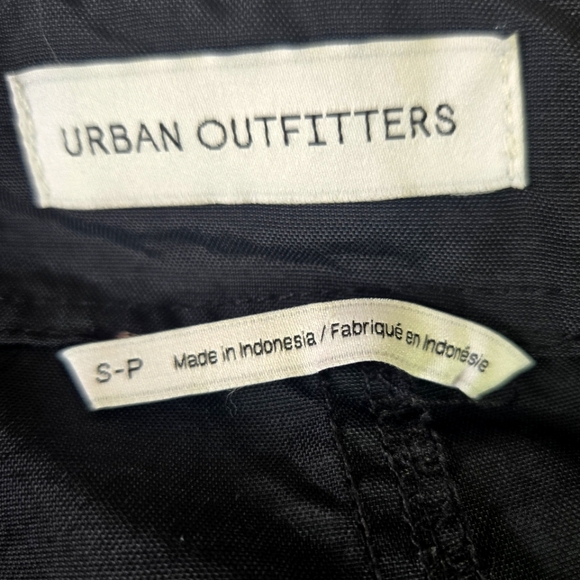 URBAN OUTFITTERS
S-P Made in Indonesia / Fabriqué en Indonésie